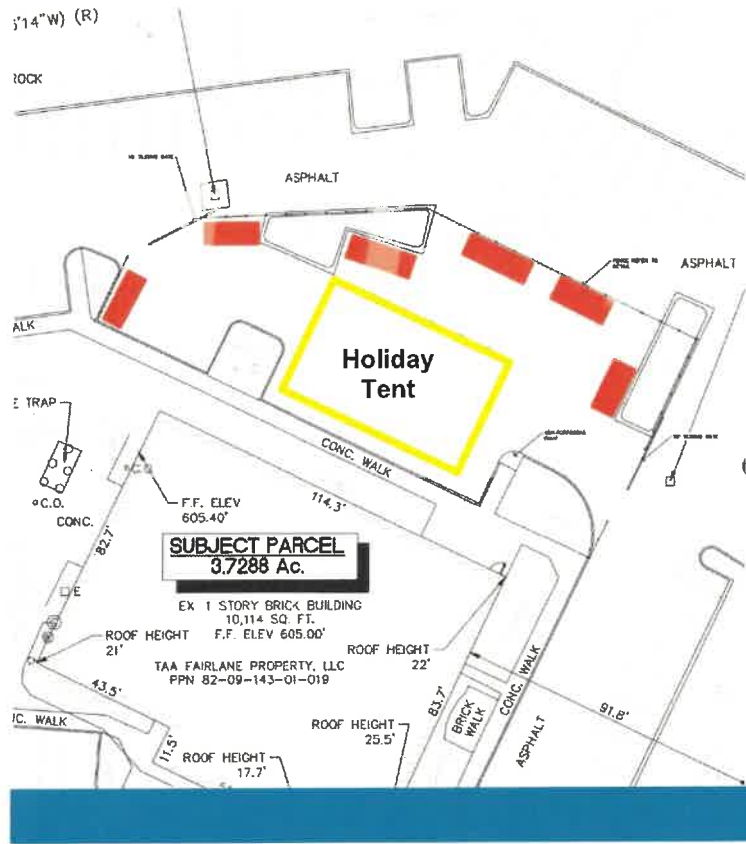 5'14"W) (R)
ROCK
ASPHALT
ASPHALT
ALK
Holiday
Tent
E TRAP
CONC. WALK
C.O.
C.O.
CONC.
F.F. ELEV
605.40'
114.3'
82.7'
SUBJECT PARCEL
3.7288 Ac.
E
EX 1 STORY BRICK BUILDING
10,114 SQ. FT.
F.F. ELEV 605.00'
ROOF HEIGHT
21'
ROOF HEIGHT
22'
TAA FAIRLANE PROPERTY, LLC
PPN 82-09-143-01-019
43.5'
83.7'
BRICK
WALK
CONC. WALK
91.8'
NC. WALK
11.5'
ROOF HEIGHT
25.5'
ASPHALT
ROOF HEIGHT
17.7'